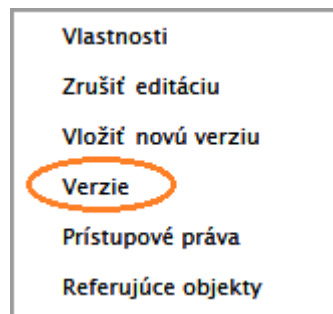 Vlastnosti
Zrušiť editáciu
Vložiť novú verziu
Verzie
Prístupové práva
Referujúce objekty